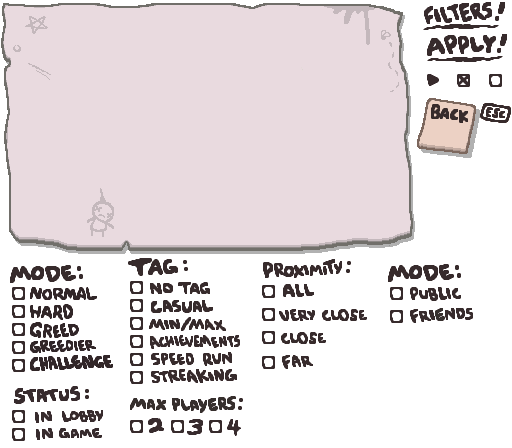 FILTERS!
APPLY!
BACK
ESC
MODE:
NORMAL
HARD
GREED
GREEDIER
CHALLENGE
STATUS:
IN LOBBY
IN GAME
TAG:
NO TAG
CASUAL
MIN/MAX
ACHIEVEMENTS
SPEED RUN
STREAKING
MAX PLAYERS:
2 3 4
PROXIMITY:
ALL
VERY CLOSE
CLOSE
FAR
MODE:
PUBLIC
FRIENDS